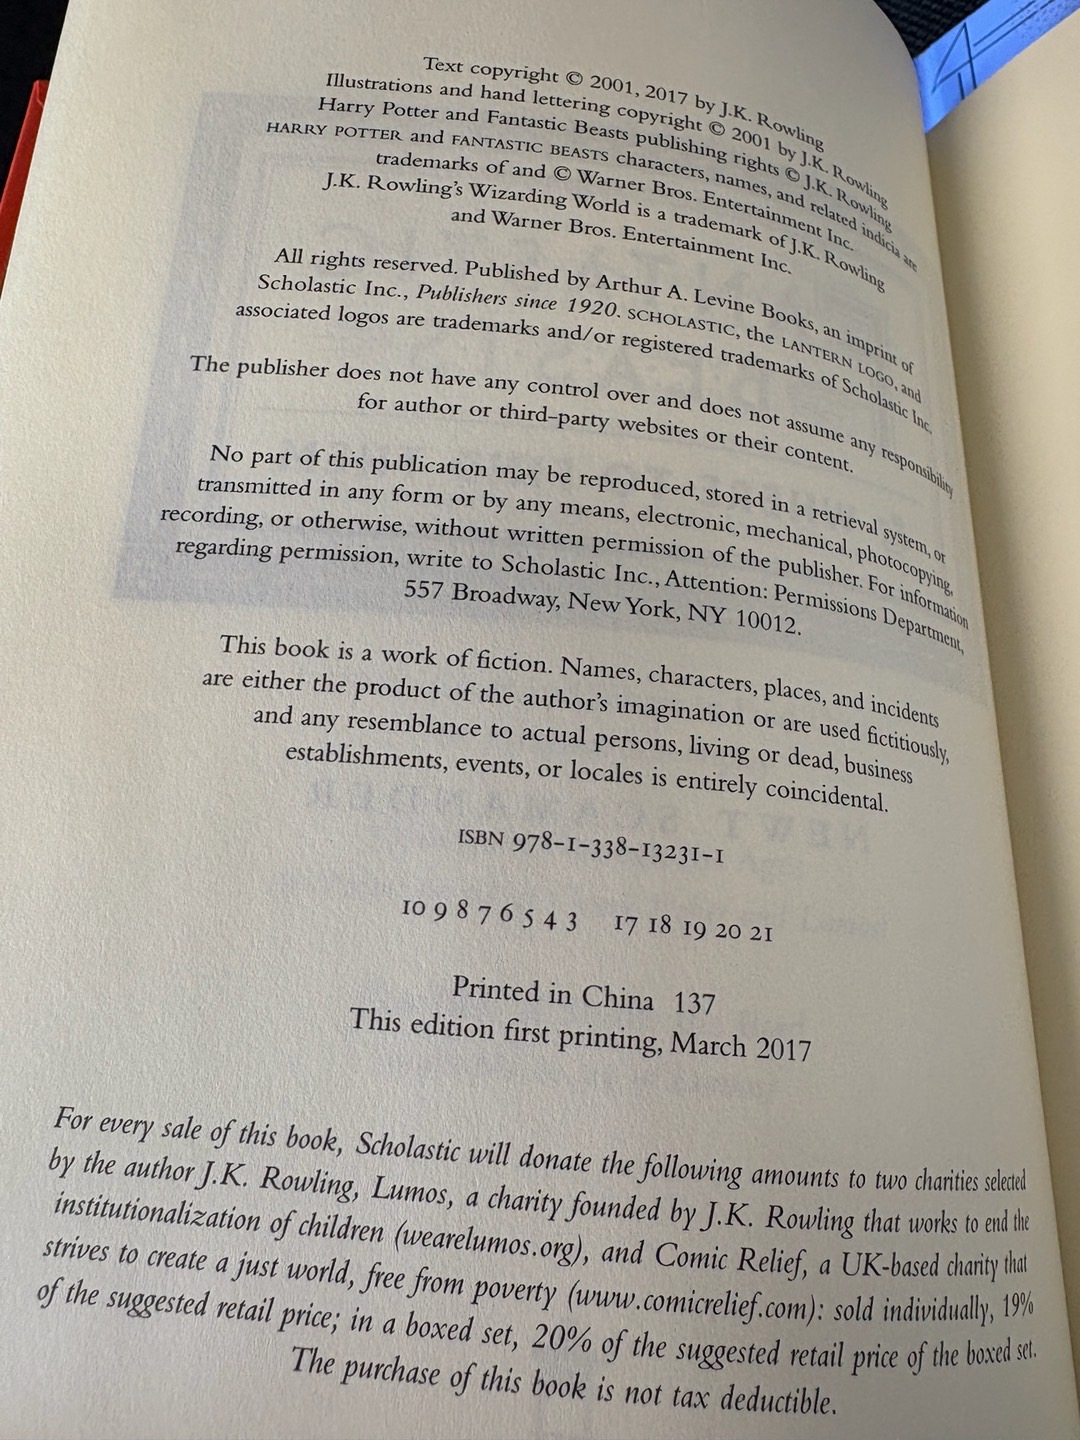 Text copyright © 2001, 2017 by J.K. Rowling
Illustrations and hand lettering copyright © 2001 by J.K. Rowling
Harry Potter and Fantastic Beasts publishing rights © J.K. Rowling
HARRY POTTER and FANTASTIC BEASTS characters, names, and related indicia are
trademarks of and © Warner Bros. Entertainment Inc.
J.K. Rowling's Wizarding World is a trademark of J.K. Rowling
and Warner Bros. Entertainment Inc.
All rights reserved. Published by Arthur A. Levine Books, an imprint of
Scholastic Inc., Publishers since 1920. SCHOLASTIC, the LANTERN LOGO, and
associated logos are trademarks and/or registered trademarks of Scholastic Inc.
The publisher does not have any control over and does not assume any responsibility
for author or third-party websites or their content.
No part of this publication may be reproduced, stored in a retrieval system, or
transmitted in any form or by any means, electronic, mechanical, photocopying,
recording, or otherwise, without written permission of the publisher. For information
regarding permission, write to Scholastic Inc., Attention: Permissions Department,
557 Broadway, New York, NY 10012.
This book is a work of fiction. Names, characters, places, and incidents
are either the product of the author's imagination or are used fictitiously,
and any resemblance to actual persons, living or dead, business
establishments, events, or locales is entirely coincidental.
ISBN 978-1-338-13231-1
10 9 8 7 6 5 4 3 17 18 19 20 21
Printed in China 137
This edition first printing, March 2017
For every sale of this book, Scholastic will donate the following amounts to two charities selected
by the author J.K. Rowling, Lumos, a charity founded by J.K. Rowling that works to end the
institutionalization of children (wearelumos.org), and Comic Relief, a UK-based charity that
strives to create a just world, free from poverty (www.comicrelief.com): sold individually, 19%
of the suggested retail price; in a boxed set, 20% of the suggested retail price of the boxed set.
The purchase of this book is not tax deductible.